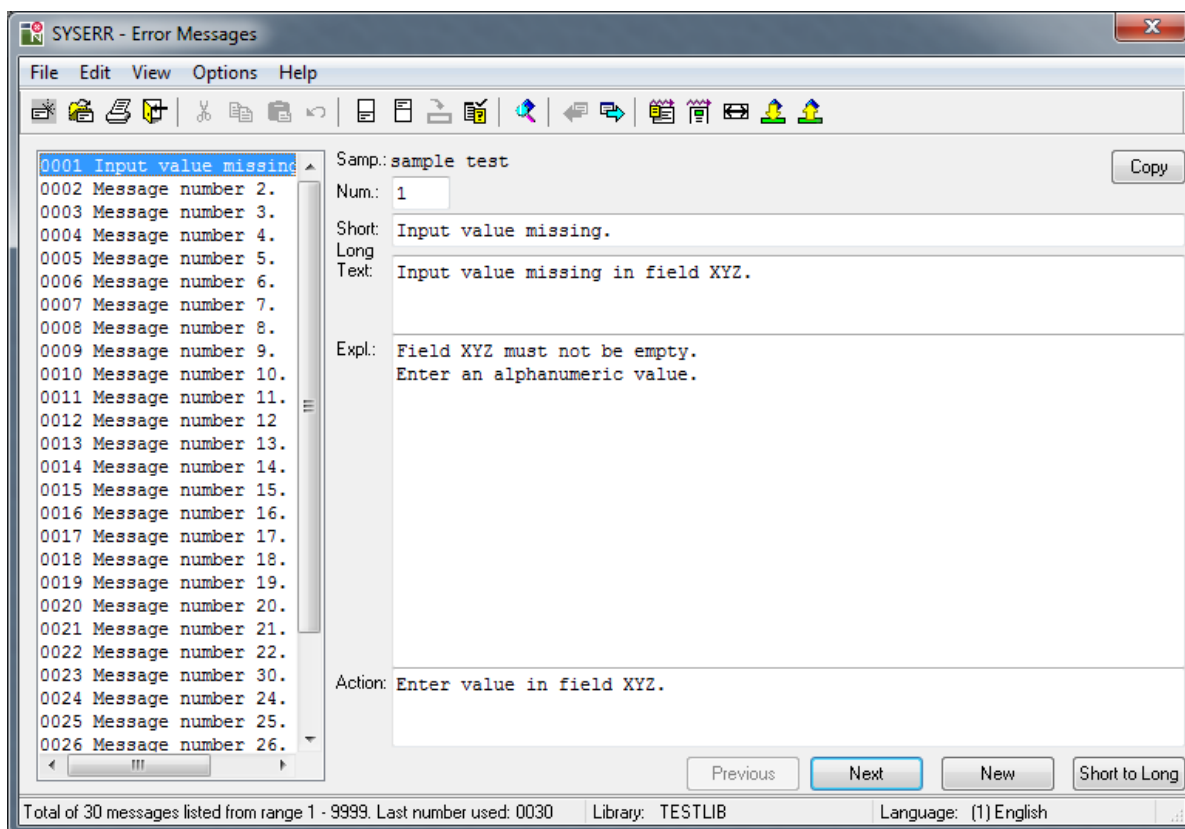 SYSERR - Error Messages
File Edit View Options Help
0001 Input value missing
0002 Message number 2.
0003 Message number 3.
0004 Message number 4.
0005 Message number 5.
0006 Message number 6.
0007 Message number 7.
0008 Message number 8.
0009 Message number 9.
0010 Message number 10.
0011 Message number 11.
0012 Message number 12
0013 Message number 13.
0014 Message number 14.
0015 Message number 15.
0016 Message number 16.
0017 Message number 17.
0018 Message number 18.
0019 Message number 19.
0020 Message number 20.
0021 Message number 21.
0022 Message number 22.
0023 Message number 30.
0024 Message number 24.
0025 Message number 25.
0026 Message number 26.
Samp.: sample test
Copy
Num.: 1
Short: Input value missing.
Long
Text: Input value missing in field XYZ.
Expl.: Field XYZ must not be empty.
Enter an alphanumeric value.
Action: Enter value in field XYZ.
Previous Next New Short to Long
Total of 30 messages listed from range 1 - 9999. Last number used: 0030 Library: TESTLIB Language: (1) English